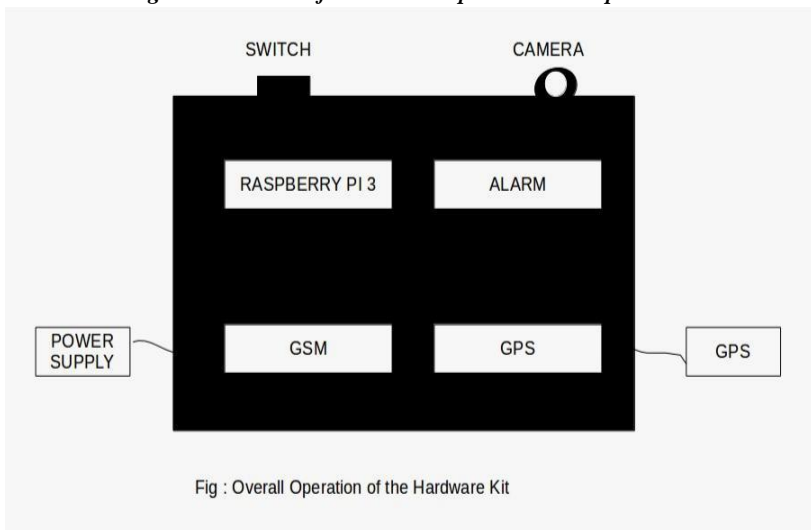 SWITCH
CAMERA
RASPBERRY PI 3
ALARM
POWER
SUPPLY
GSM
GPS
GPS
Fig : Overall Operation of the Hardware Kit